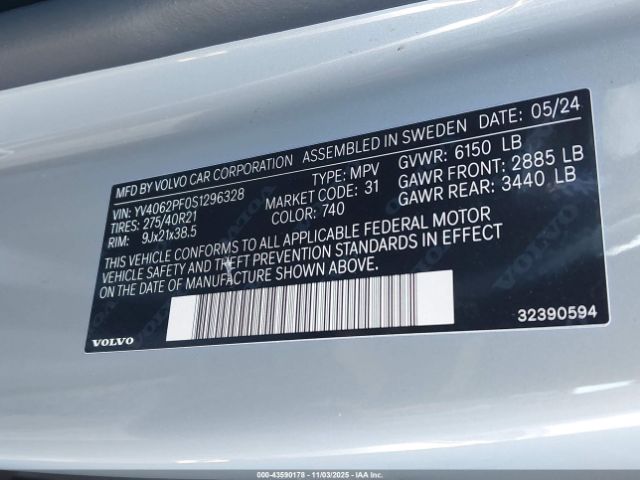 MFD BY VOLVO CAR CORPORATION ASSEMBLED IN SWEDEN DATE: 05/24
VIN: YV4062PF0S1296328 TYPE: MPV GVWR: 6150 LB
TIRES: 275/40R21 MARKET CODE: 31 GAWR FRONT: 2885 LB
RIM: 9Jx21x38.5 COLOR: 740 GAWR REAR: 3440 LB
THIS VEHICLE CONFORMS TO ALL APPLICABLE FEDERAL MOTOR
VEHICLE SAFETY AND THEFT PREVENTION STANDARDS IN EFFECT
ON DATE OF MANUFACTURE SHOWN ABOVE.
VOLVO 32390594
000-43590178 - 11/03/2025 - IAA Inc.